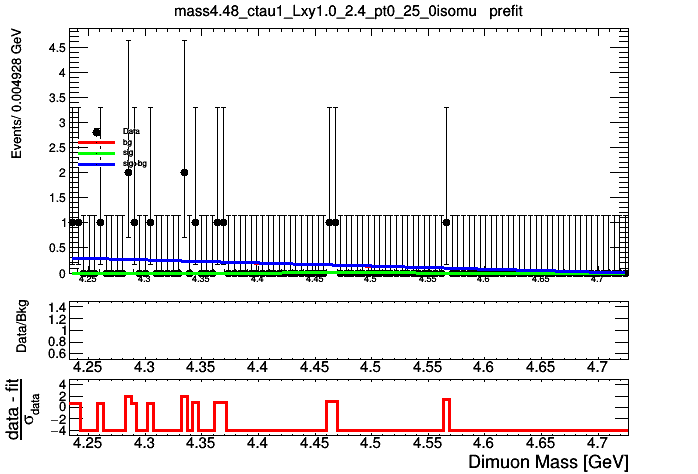 mass4.48_ctau1_Lxy1.0_2.4_pt0_25_0isomu prefit
Events/ 0.004928 GeV
4.5
4
3.5
3
2.5
2
1.5
1
0.5
0
Data
bg
sig
sig+bg
4.25 4.3 4.35 4.4 4.45 4.5 4.55 4.6 4.65 4.7
Data/Bkg
1.4
1.2
1
0.8
0.6
4.25 4.3 4.35 4.4 4.45 4.5 4.55 4.6 4.65 4.7
data - fit
σdata
4
2
0
−2
−4
4.25 4.3 4.35 4.4 4.45 4.5 4.55 4.6 4.65 4.7
Dimuon Mass [GeV]